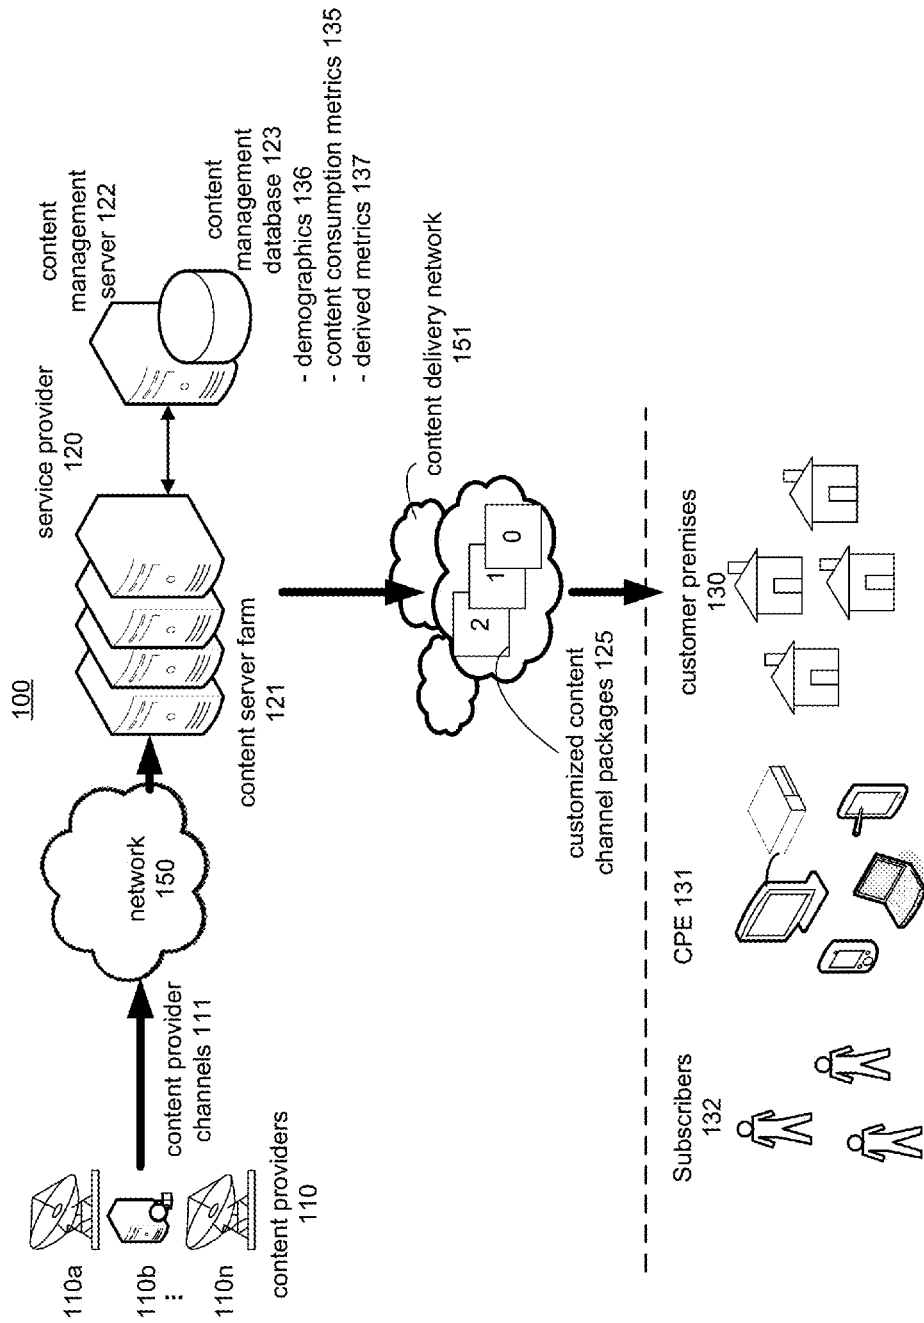 100
110a
110b
...
110n
content providers
110
content provider
channels 111
network
150
content server farm
121
service provider
120
content
management
server 122
content
management
database 123
- demographics 136
- content consumption metrics 135
- derived metrics 137
content delivery network
151
2
1
0
customized content
channel packages 125
Subscribers
132
CPE 131
customer premises
130